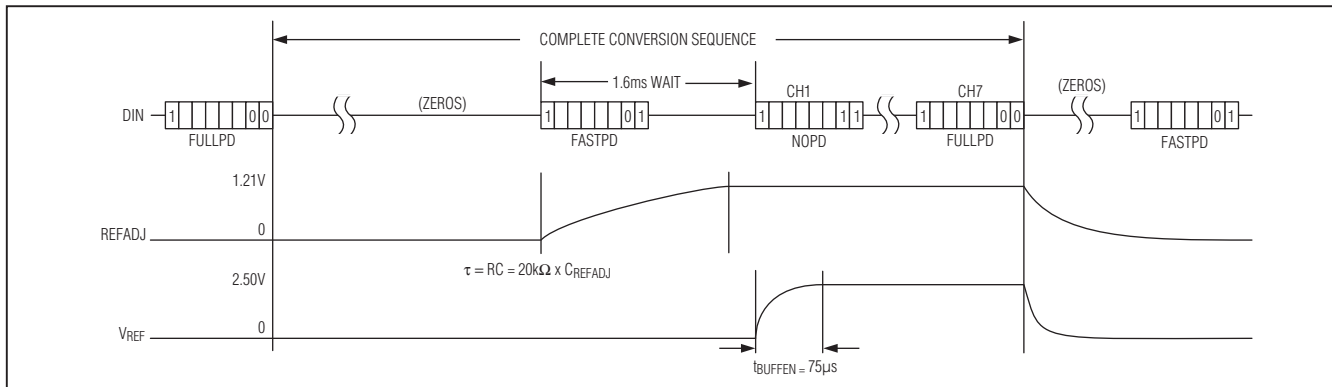 COMPLETE CONVERSION SEQUENCE
1.6ms WAIT
CH1
CH7
(ZEROS)
(ZEROS)
DIN
1 0 0
1 0 1
1 1 1
1 0 0
1 0 1
FULLPD
FASTPD
NOPD
FULLPD
FASTPD
1.21V
0
REFADJ
τ = RC = 20kΩ x CREFADJ
2.50V
0
VREF
tBUFFEN = 75μs